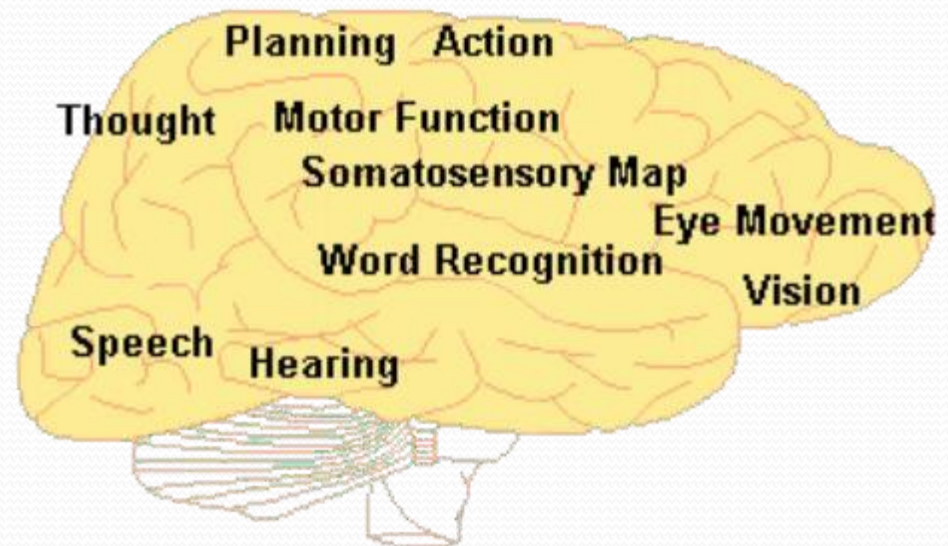 Planning Action
Thought Motor Function
Somatosensory Map
Eye Movement
Word Recognition
Vision
Speech
Hearing